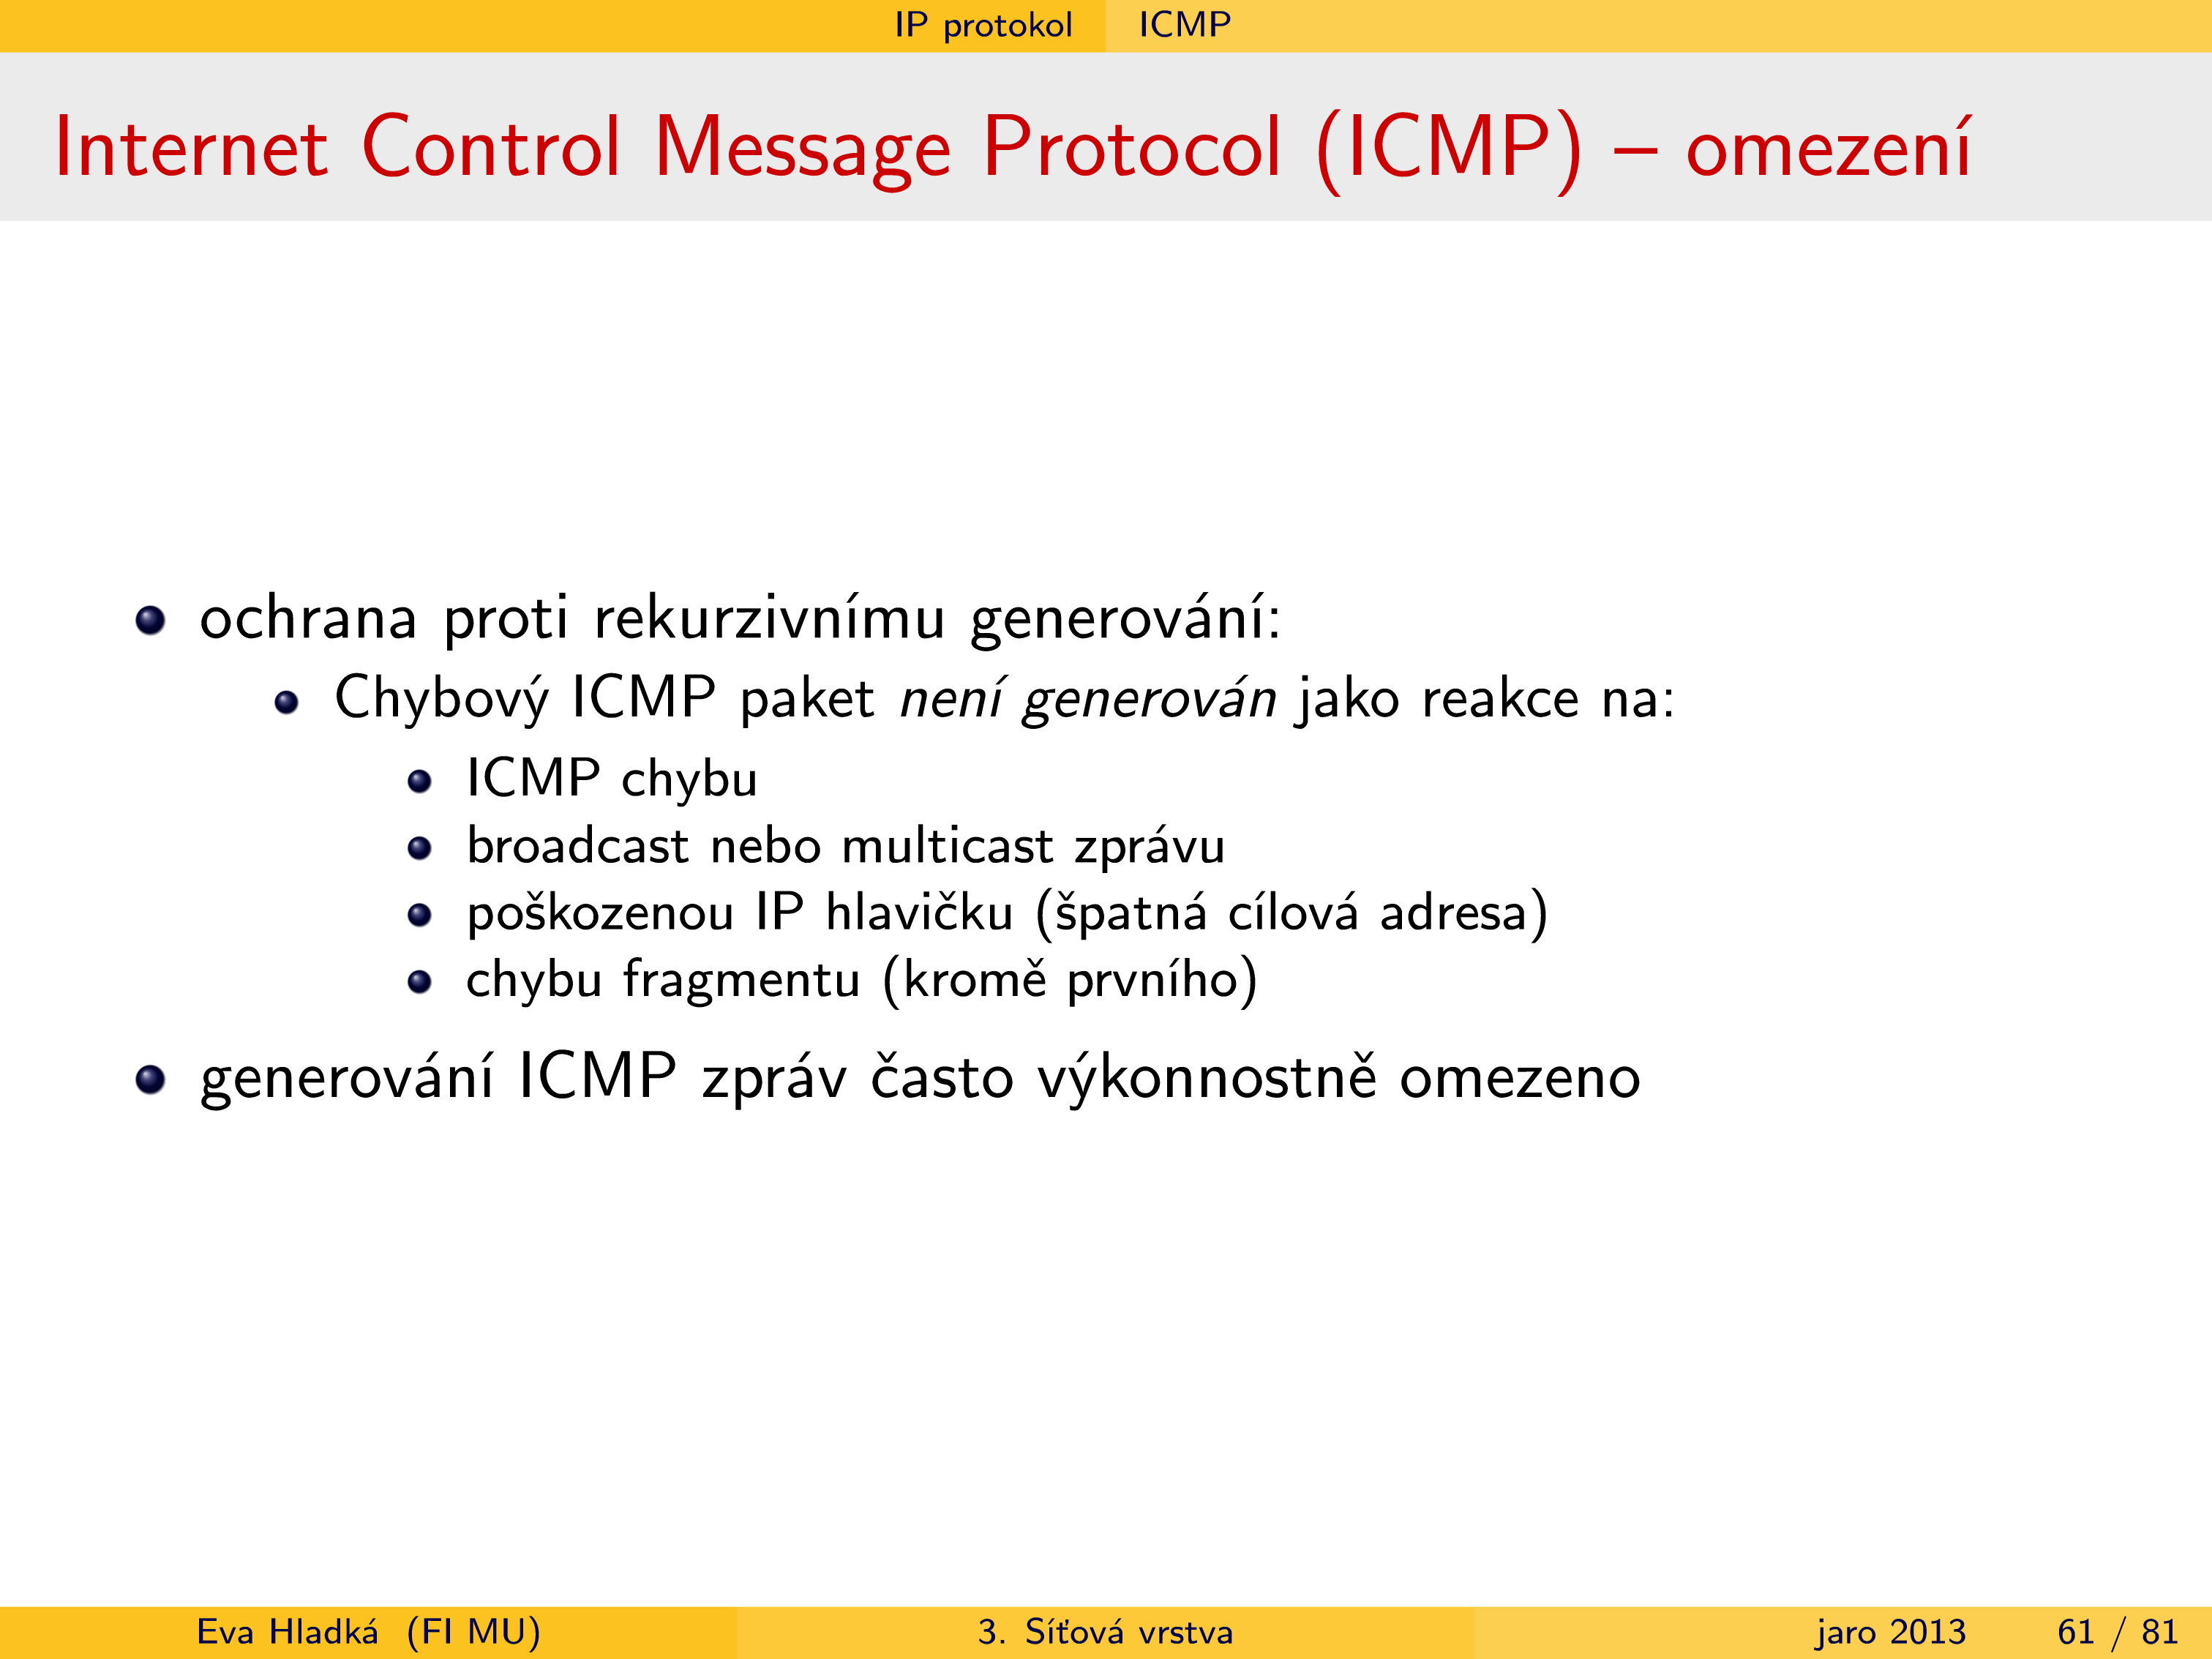 IP protokol ICMP
Internet Control Message Protocol (ICMP) – omezení
ochrana proti rekurzivnímu generování:
Chybový ICMP paket není generován jako reakce na:
ICMP chybu
broadcast nebo multicast zprávu
poškozenou IP hlavičku (špatná cílová adresa)
chybu fragmentu (kromě prvního)
generování ICMP zpráv často výkonnostně omezeno
Eva Hladká (FI MU) 3. Síťová vrstva jaro 2013 61 / 81